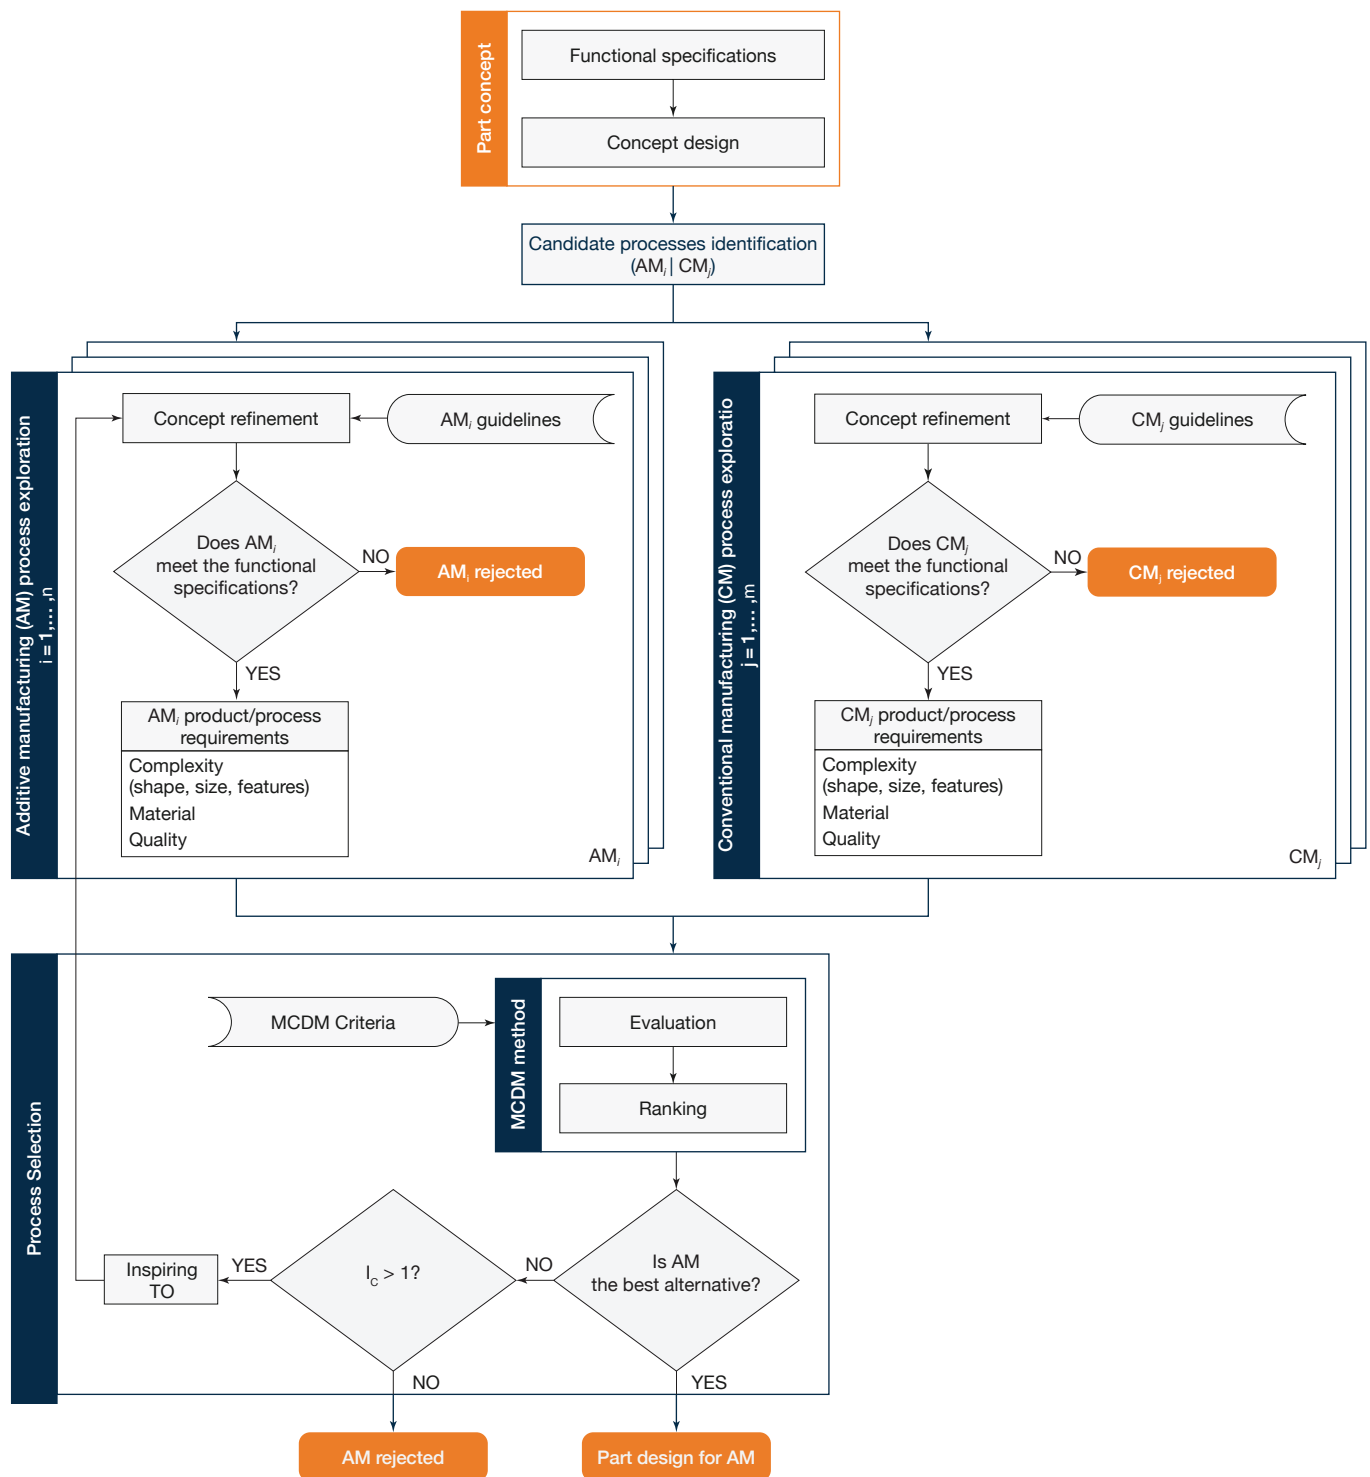 Part concept
Functional specifications
Concept design
Candidate processes identification
(AMi | CMj)
Additive manufacturing (AM) process exploration
i = 1,... ,n
Concept refinement
AMi guidelines
Does AMi
meet the functional
specifications?
NO
AMi rejected
YES
AMi product/process
requirements
Complexity
(shape, size, features)
Material
Quality
AMi
Conventional manufacturing (CM) process exploratio
j = 1,... ,m
Concept refinement
CMj guidelines
Does CMj
meet the functional
specifications?
NO
CMj rejected
YES
CMj product/process
requirements
Complexity
(shape, size, features)
Material
Quality
CMj
Process Selection
MCDM Criteria
MCDM method
Evaluation
Ranking
Is AM
the best alternative?
NO
IC > 1?
YES
Inspiring
TO
NO
YES
AM rejected
Part design for AM